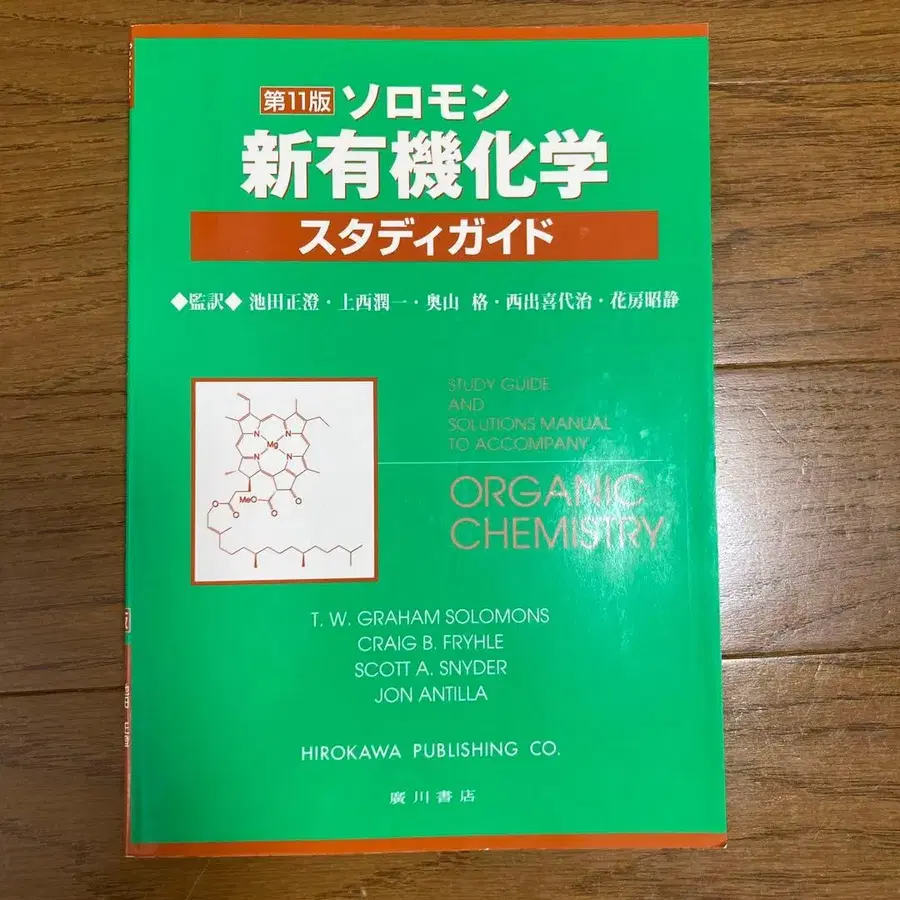 第11版 ソロモン
新有機化学
スタディガイド
◆監訳◆ 池田正澄・上西潤一・奥山 格・西出喜代治・花房昭静
STUDY GUIDE
AND
SOLUTIONS MANUAL
TO ACCOMPANY
ORGANIC
CHEMISTRY
N
N
Mg
N
N
MeO
O
O
O
O
T. W. GRAHAM SOLOMONS
CRAIG B. FRYHLE
SCOTT A. SNYDER
JON ANTILLA
HIROKAWA PUBLISHING CO.
廣川書店